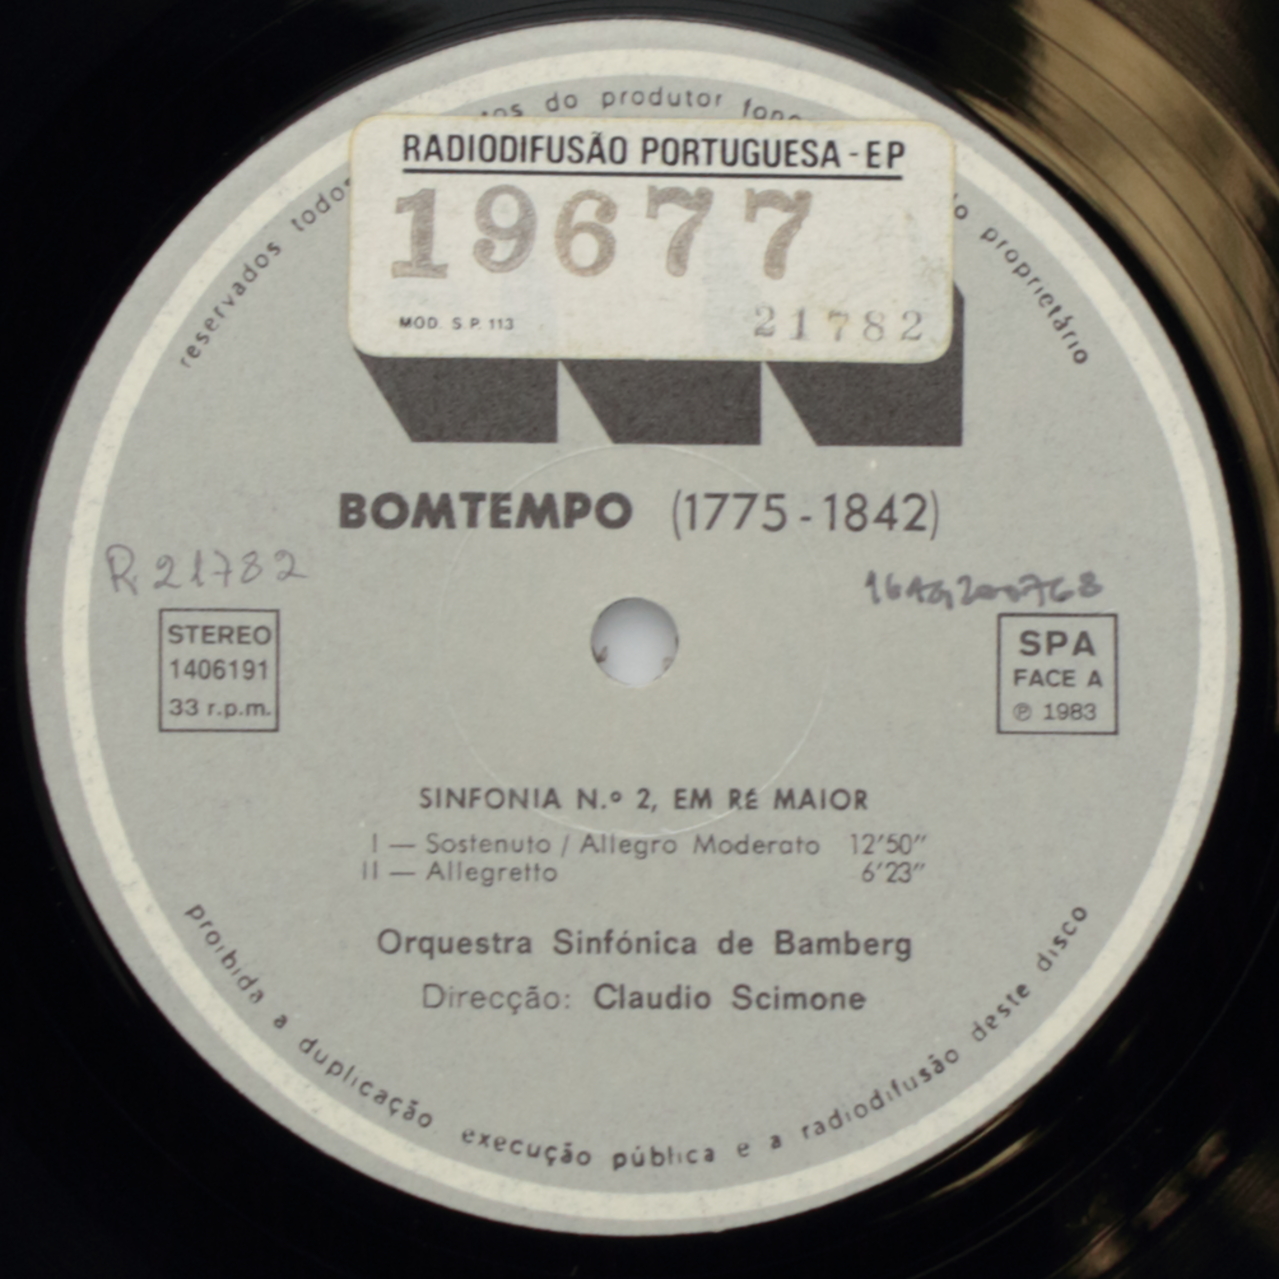 reservados todos do produtor proprietário
RADIODIFUSÃO PORTUGUESA - EP
19677
MOD. S.P. 113
21782
BOMTEMPO (1775 - 1842)
R 21782
STEREO
1406191
33 r.p.m.
SPA
FACE A
℗ 1983
SINFONIA N.º 2, EM RÉ MAIOR
I — Sostenuto / Allegro Moderato 12'50"
II — Allegretto 6'23"
Orquestra Sinfónica de Bamberg
Direcção: Claudio Scimone
proibida a duplicação execução pública e a radiodifusão deste disco